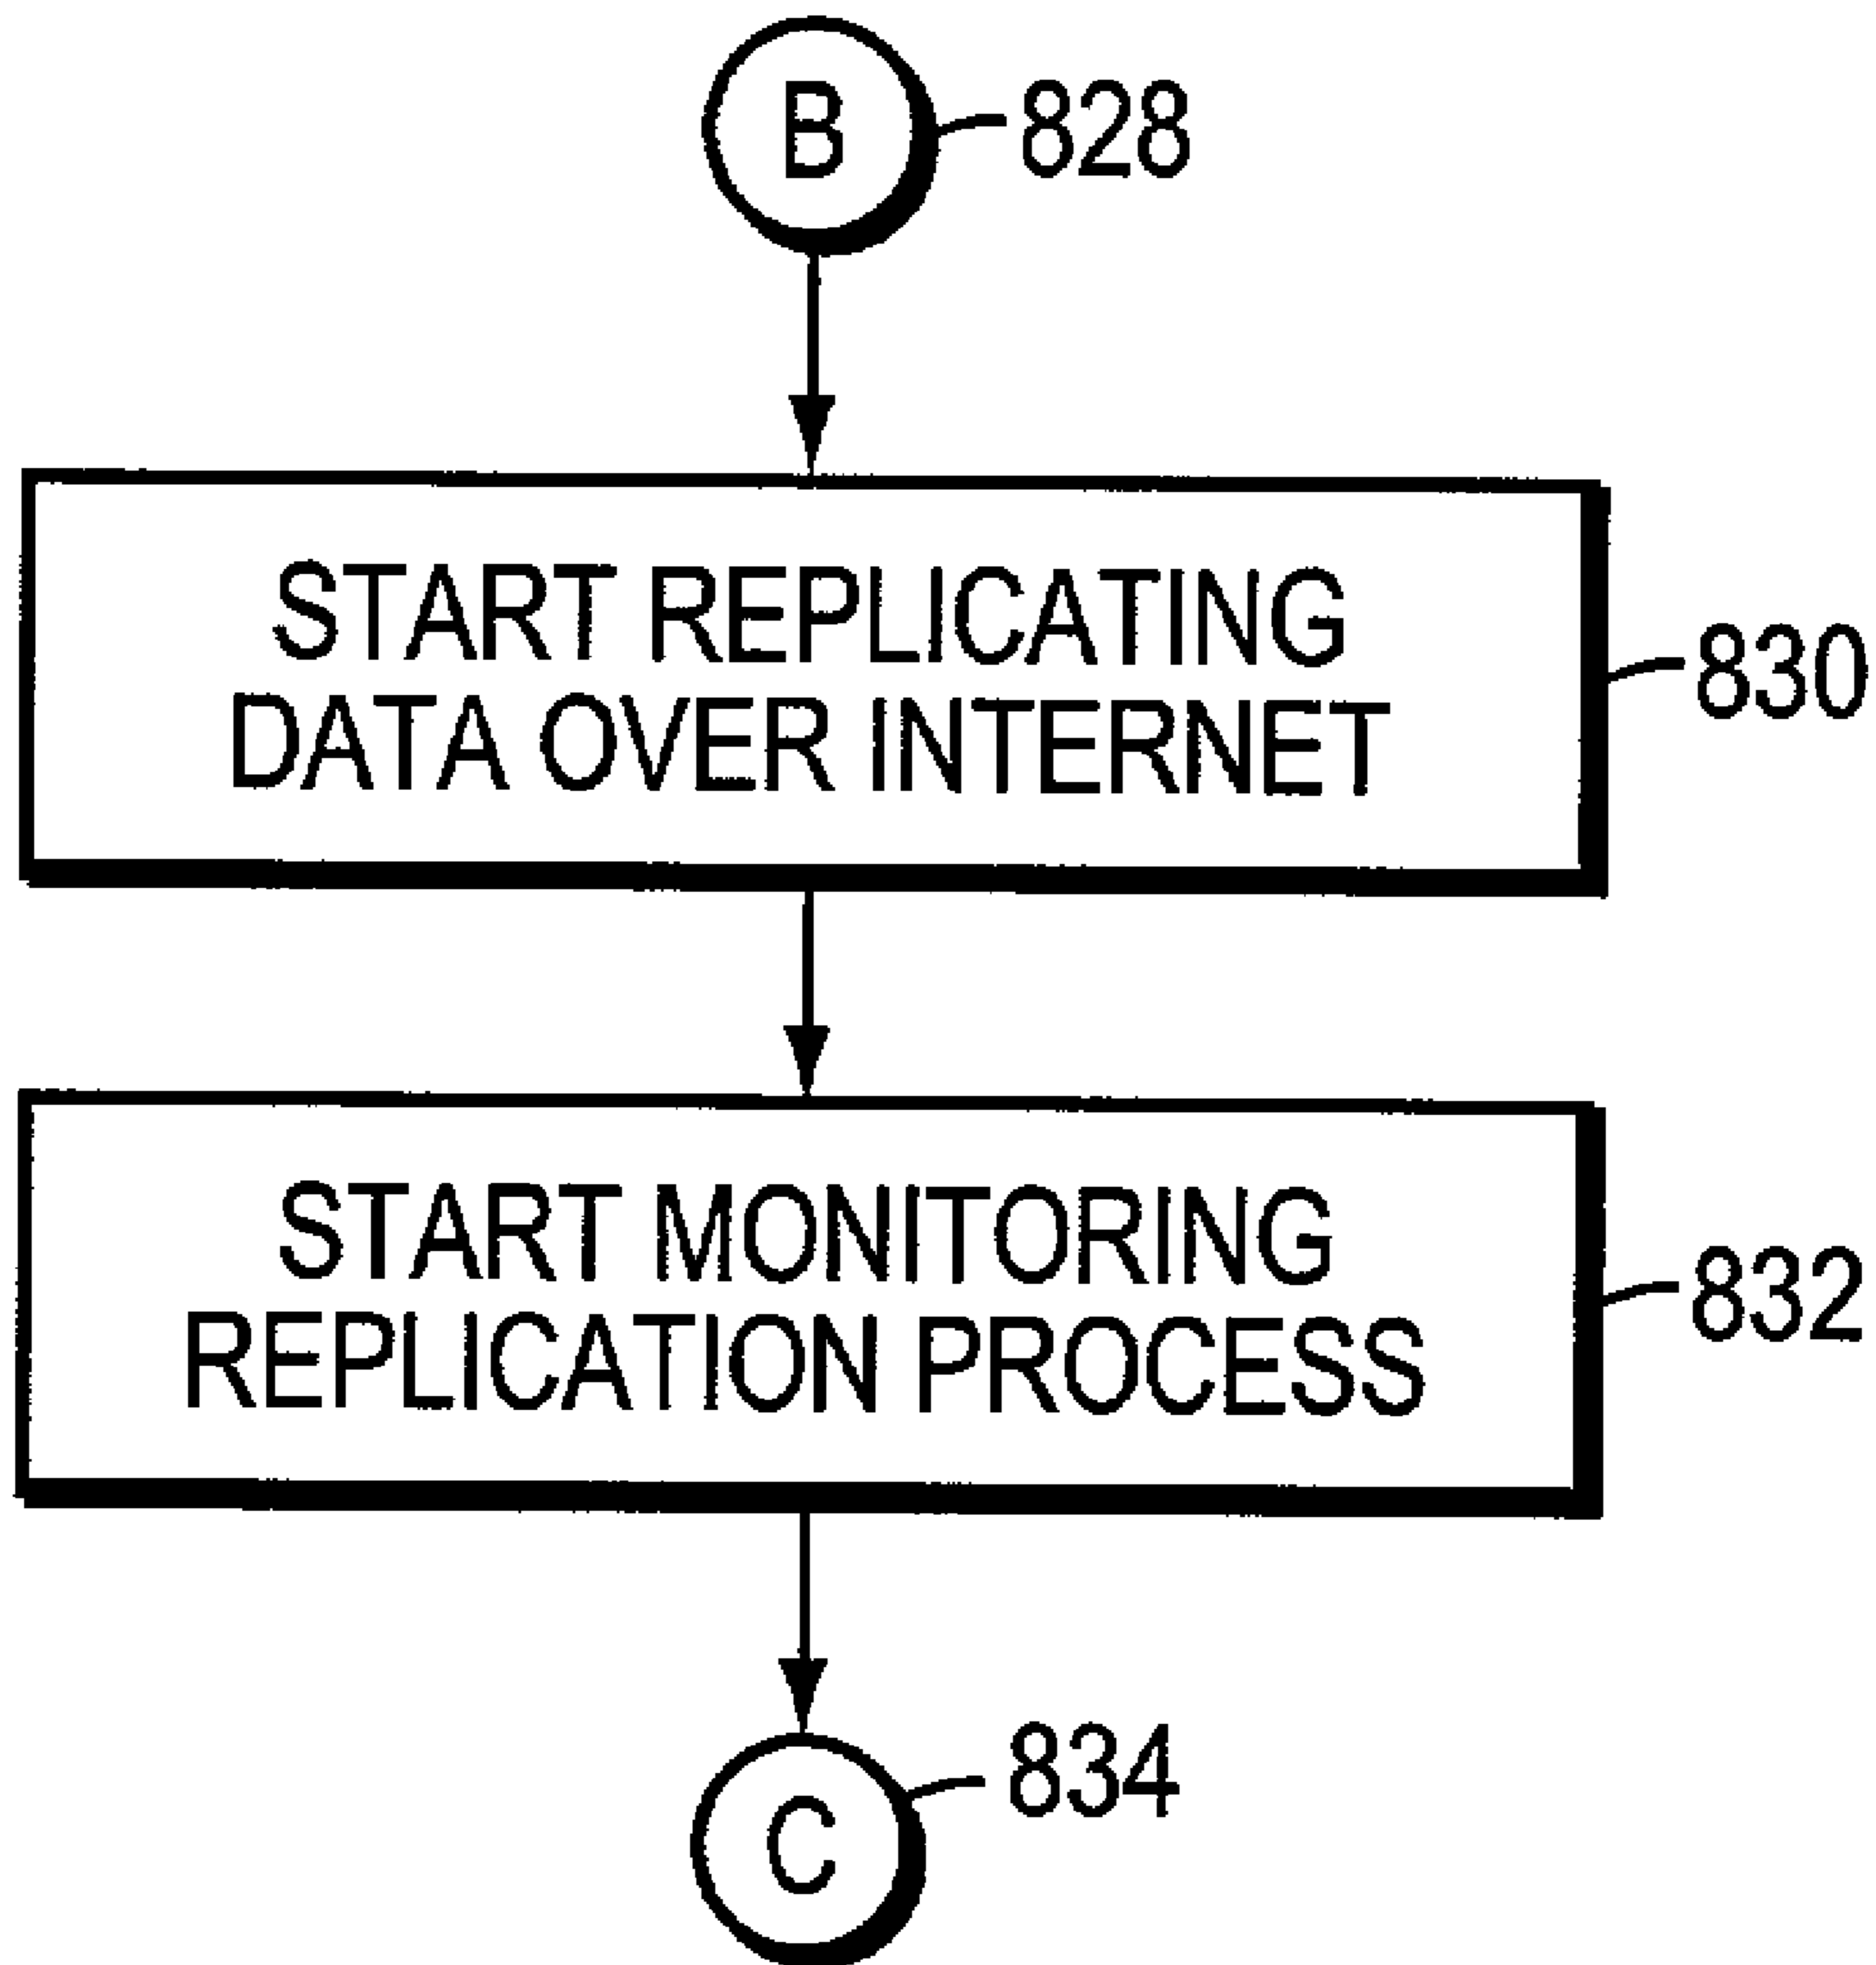 B
828
START REPLICATING
DATA OVER INTERNET
830
START MONITORING
REPLICATION PROCESS
832
834
C